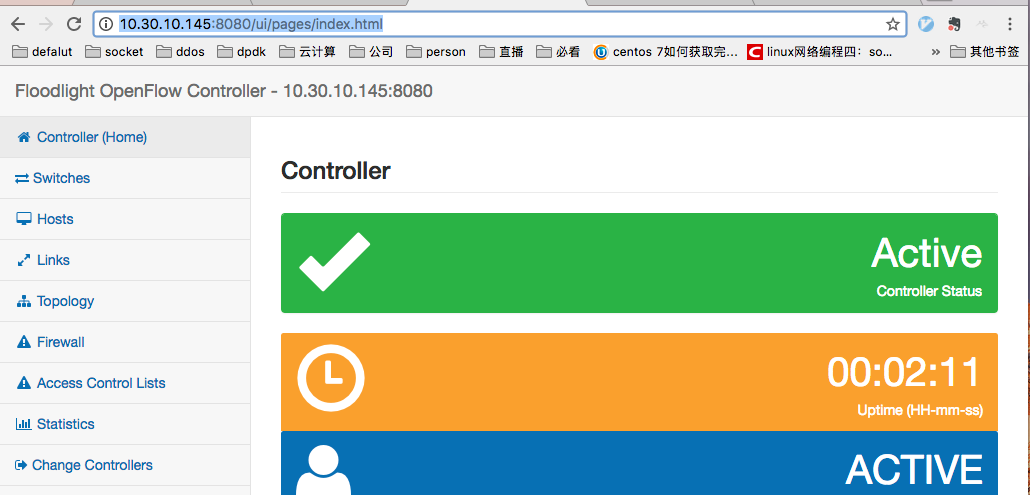 10.30.10.145:8080/ui/pages/index.html
defalut socket ddos dpdk 云计算 公司 person 直播 必看 centos 7如何获取完... linux网络编程四：so... » 其他书签
Floodlight OpenFlow Controller - 10.30.10.145:8080
Controller (Home)
Switches
Hosts
Links
Topology
Firewall
Access Control Lists
Statistics
Change Controllers
Controller
Active
Controller Status
00:02:11
Uptime (HH-mm-ss)
ACTIVE